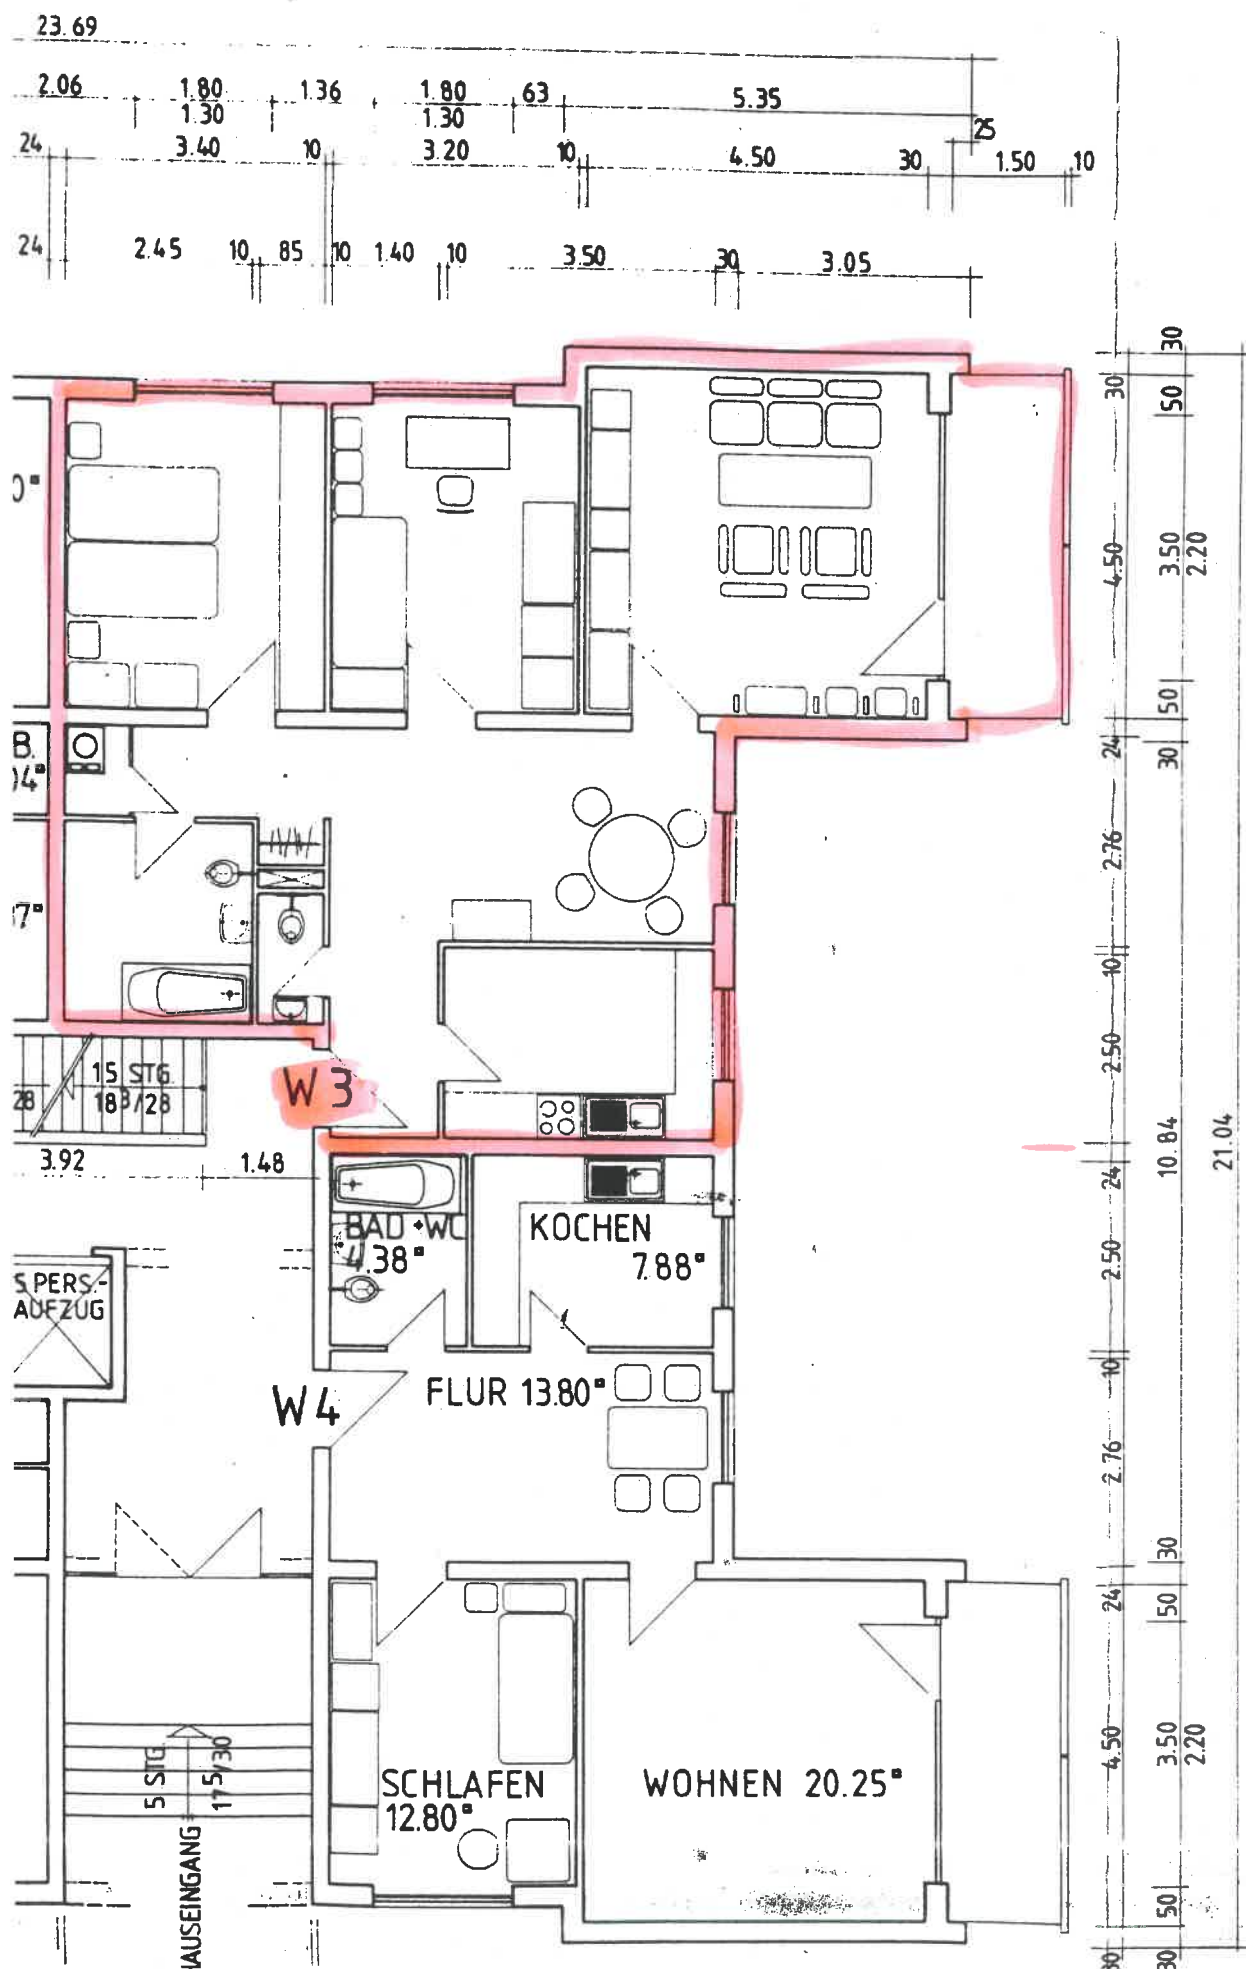 23.69
2.06 1.80 1.36 1.80 63 5.35
1.30 1.30
25
24 3.40 10 3.20 10 4.50 30 1.50 10
24 2.45 10 85 10 1.40 10 3.50 30 3.05
30
30 50
0▫
4.50 3.50 2.20
50
B.
04▫
24 30
2.76
17▫
10
2.50
W 3
15 STG
18³/28
28
10.84
21.04
3.92 1.48
24
BAD + WC
4.38▫
KOCHEN
7.88▫
2.50
5 PERS.-
AUFZUG
10
W4
FLUR 13.80▫
2.76
30
24 50
5 STG
17⁵/30
SCHLAFEN
12.80▫
WOHNEN 20.25▫
4.50 3.50 2.20
HAUSEINGANG
50
30 30